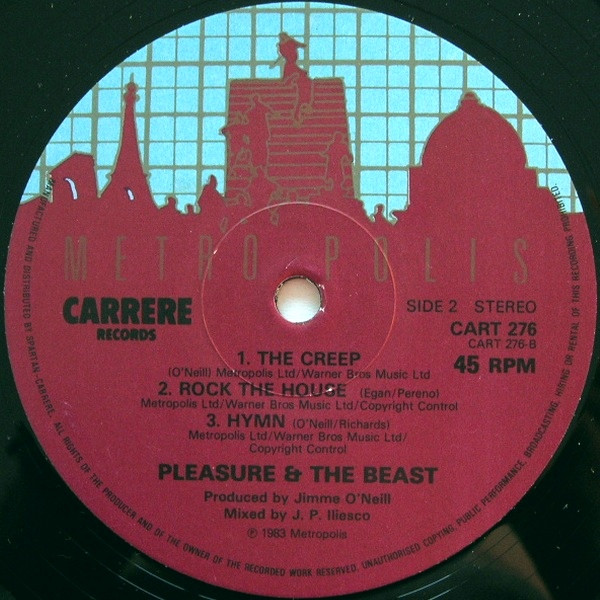 METROPOLIS
CARRERE
RECORDS
SIDE 2 STEREO
CART 276
CART 276-B
45 RPM
1. THE CREEP
(O'Neill) Metropolis Ltd/Warner Bros Music Ltd
2. ROCK THE HOUSE (Egan/Pereno)
Metropolis Ltd/Warner Bros Music Ltd/Copyright Control
3. HYMN (O'Neill/Richards)
Metropolis Ltd/Warner Bros Music Ltd/
Copyright Control
PLEASURE & THE BEAST
Produced by Jimme O'Neill
Mixed by J. P. Iliesco
℗ 1983 Metropolis
MANUFACTURED AND DISTRIBUTED BY SPARTAN-CARRERE. ALL RIGHTS OF THE PRODUCER AND OF THE OWNER OF THE RECORDED WORK RESERVED. UNAUTHORISED COPYING, PUBLIC PERFORMANCE, BROADCASTING, HIRING OR RENTAL OF THIS RECORDING PROHIBITED.